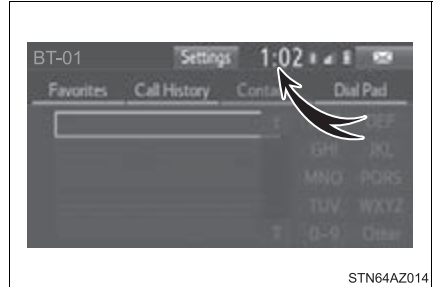 BT-01 Settings 1:02
Favorites Call History Conta Dial Pad
DEF
GHI JKL
MNO PQRS
TUV WXYZ
0-9 Other
STN64AZ014